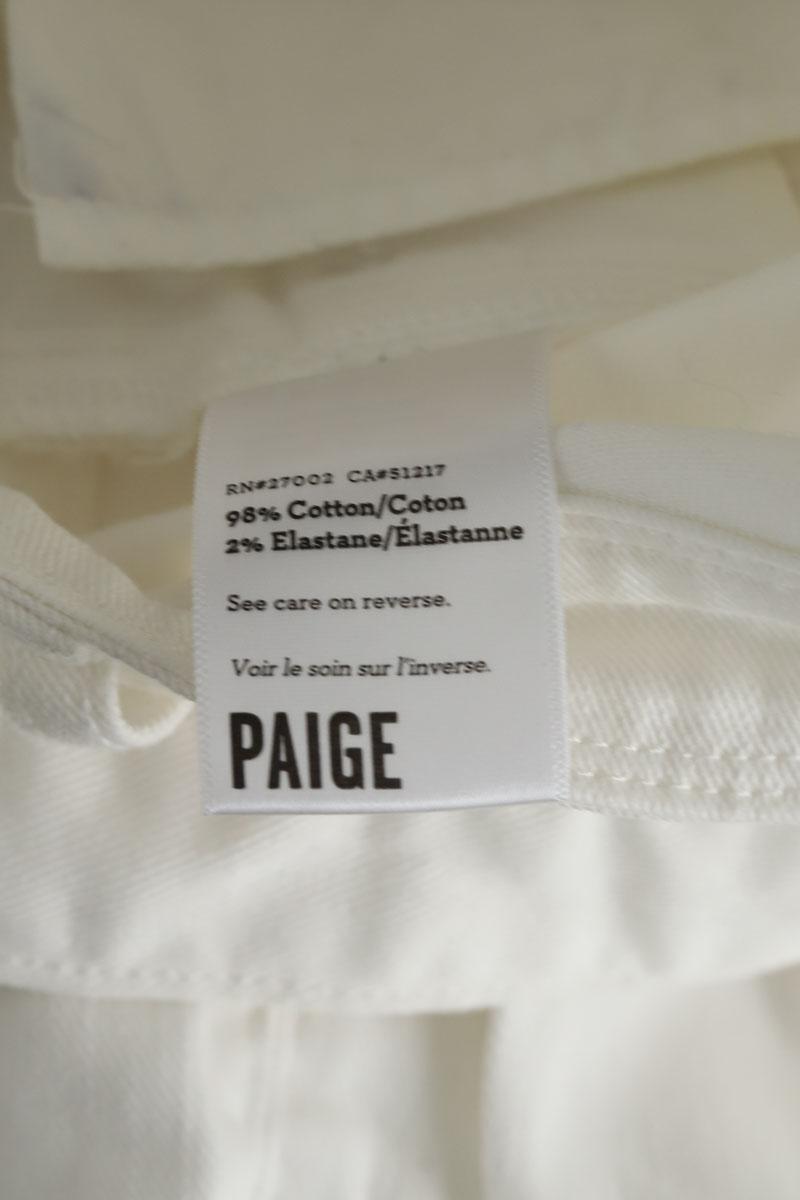 RN#27002 CA#51217
98% Cotton/Coton
2% Elastane/Élastanne
See care on reverse.
Voir le soin sur l'inverse.
PAIGE